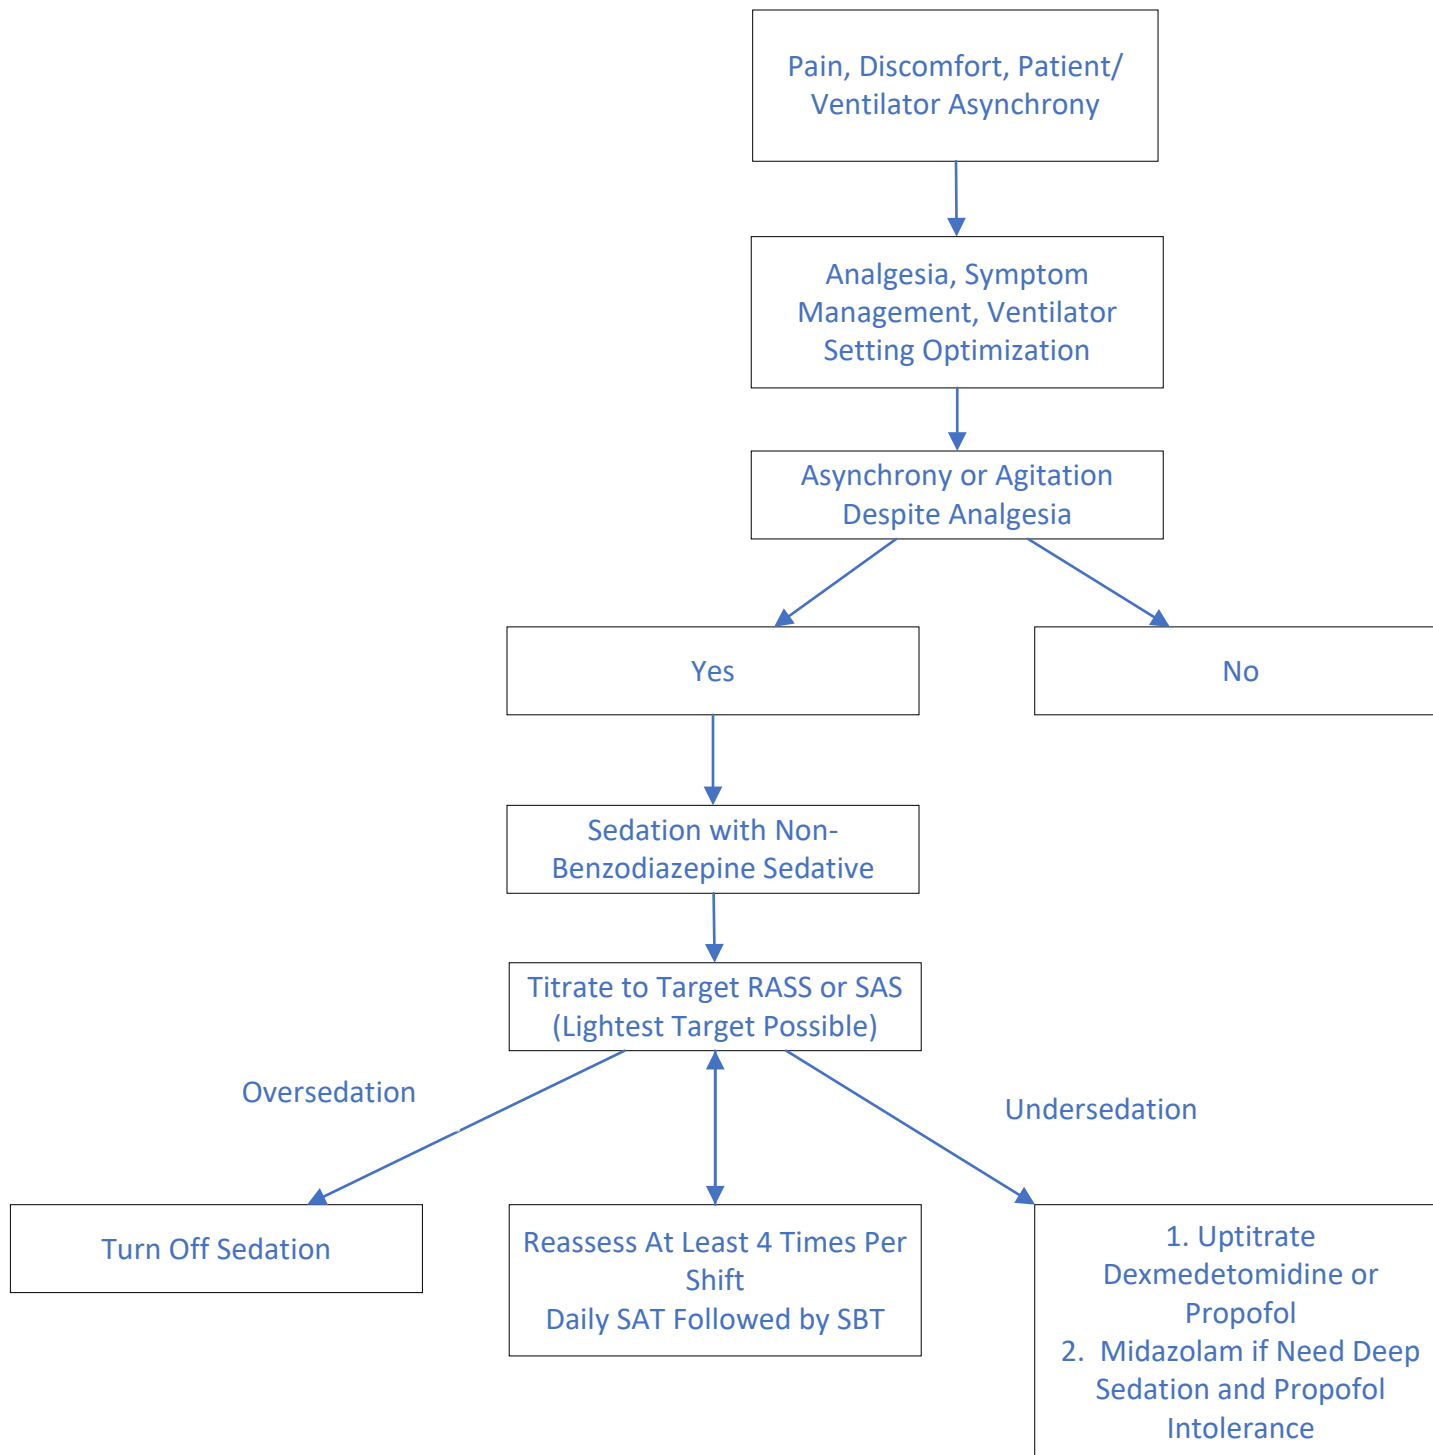 Pain, Discomfort, Patient/
Ventilator Asynchrony
Analgesia, Symptom
Management, Ventilator
Setting Optimization
Asynchrony or Agitation
Despite Analgesia
Yes
No
Sedation with Non-
Benzodiazepine Sedative
Titrate to Target RASS or SAS
(Lightest Target Possible)
Oversedation
Undersedation
Turn Off Sedation
Reassess At Least 4 Times Per
Shift
Daily SAT Followed by SBT
1. Uptitrate
Dexmedetomidine or
Propofol
2. Midazolam if Need Deep
Sedation and Propofol
Intolerance